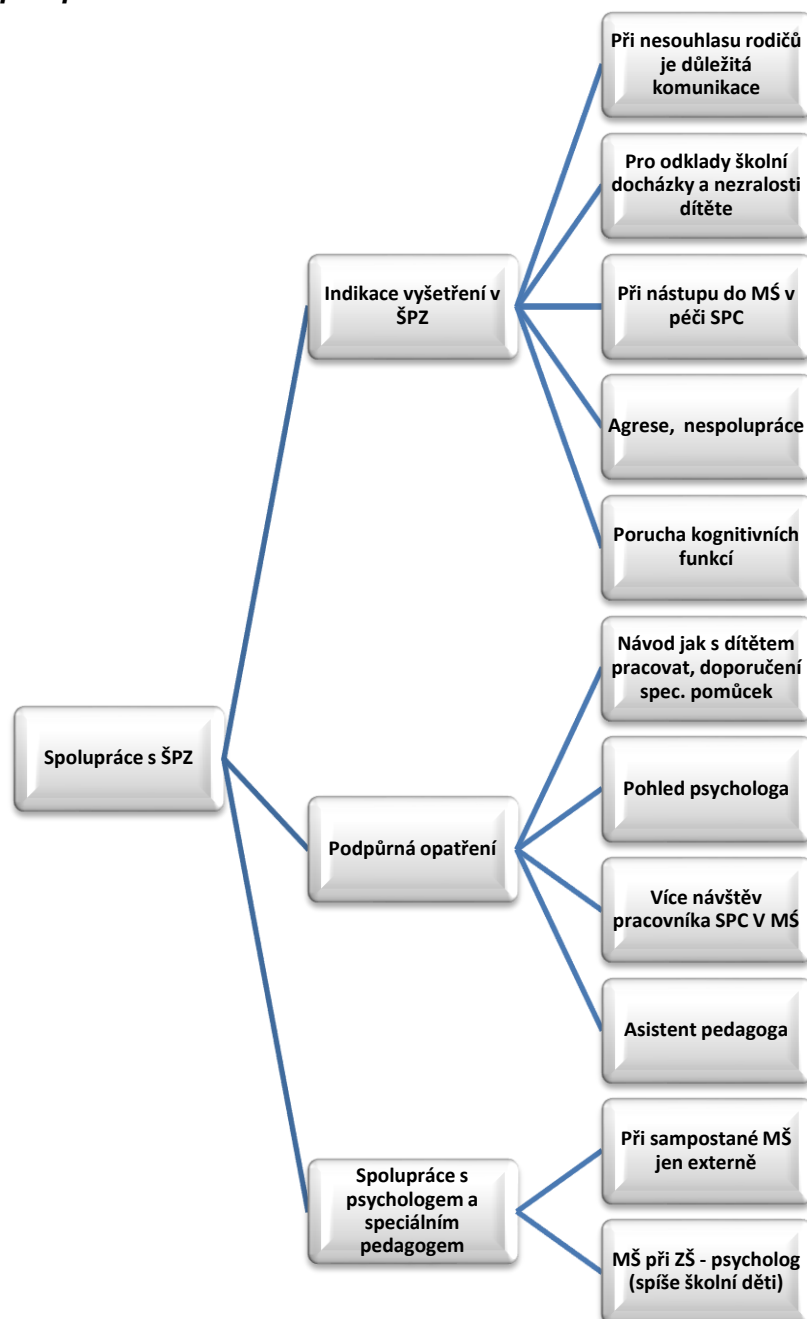 Při nesouhlasu rodičů
je důležitá
komunikace
Pro odklady školní
docházky a nezralosti
dítěte
Indikace vyšetření v
ŠPZ
Při nástupu do MŚ v
péči SPC
Agrese, nespolupráce
Porucha kognitivních
funkcí
Návod jak s dítětem
pracovat, doporučení
spec. pomůcek
Spolupráce s ŠPZ
Pohled psychologa
Podpůrná opatření
Více návštěv
pracovníka SPC V MŚ
Asistent pedagoga
Při sampostané MŠ
jen externě
Spolupráce s
psychologem a
speciálním
pedagogem
MŠ při ZŠ - psycholog
(spíše školní děti)